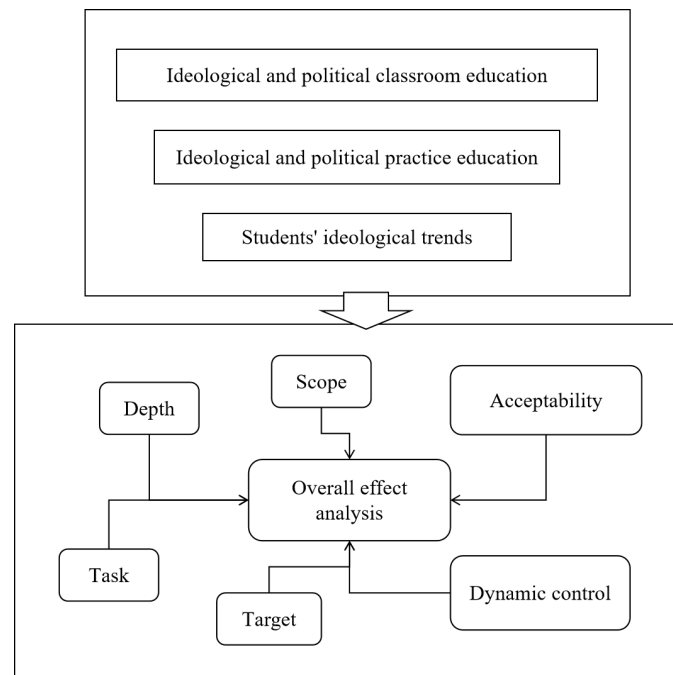 Ideological and political classroom education
Ideological and political practice education
Students' ideological trends
Scope
Depth
Acceptability
Overall effect
analysis
Task
Target
Dynamic control